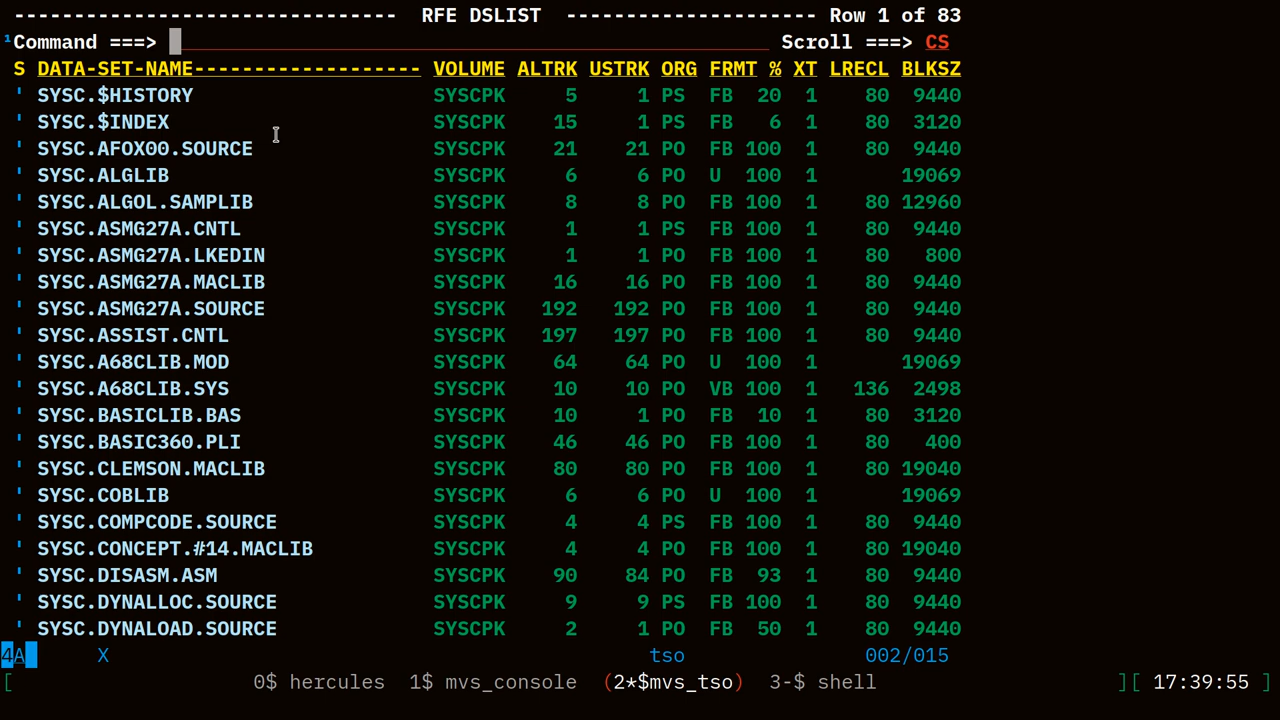 --------------------------------  RFE DSLIST  --------------------- Row 1 of 83
¹Command ===> __________________________________________________ Scroll ===> CS
S DATA-SET-NAME------------------- VOLUME ALTRK USTRK ORG FRMT % XT LRECL BLKSZ
' SYSC.$HISTORY SYSCPK 5 1 PS FB 20 1 80 9440
' SYSC.$INDEX SYSCPK 15 1 PS FB 6 1 80 3120
' SYSC.AFOX00.SOURCE SYSCPK 21 21 PO FB 100 1 80 9440
' SYSC.ALGLIB SYSCPK 6 6 PO U 100 1 19069
' SYSC.ALGOL.SAMPLIB SYSCPK 8 8 PO FB 100 1 80 12960
' SYSC.ASMG27A.CNTL SYSCPK 1 1 PS FB 100 1 80 9440
' SYSC.ASMG27A.LKEDIN SYSCPK 1 1 PO FB 100 1 80 800
' SYSC.ASMG27A.MACLIB SYSCPK 16 16 PO FB 100 1 80 9440
' SYSC.ASMG27A.SOURCE SYSCPK 192 192 PO FB 100 1 80 9440
' SYSC.ASSIST.CNTL SYSCPK 197 197 PO FB 100 1 80 9440
' SYSC.A68CLIB.MOD SYSCPK 64 64 PO U 100 1 19069
' SYSC.A68CLIB.SYS SYSCPK 10 10 PO VB 100 1 136 2498
' SYSC.BASICLIB.BAS SYSCPK 10 1 PO FB 10 1 80 3120
' SYSC.BASIC360.PLI SYSCPK 46 46 PO FB 100 1 80 400
' SYSC.CLEMSON.MACLIB SYSCPK 80 80 PO FB 100 1 80 19040
' SYSC.COBLIB SYSCPK 6 6 PO U 100 1 19069
' SYSC.COMPCODE.SOURCE SYSCPK 4 4 PS FB 100 1 80 9440
' SYSC.CONCEPT.#14.MACLIB SYSCPK 4 4 PO FB 100 1 80 19040
' SYSC.DISASM.ASM SYSCPK 90 84 PO FB 93 1 80 9440
' SYSC.DYNALLOC.SOURCE SYSCPK 9 9 PS FB 100 1 80 9440
' SYSC.DYNALOAD.SOURCE SYSCPK 2 1 PO FB 50 1 80 9440
4A X tso 002/015
[ 0$ hercules 1$ mvs_console (2*$mvs_tso) 3-$ shell ][ 17:39:55 ]